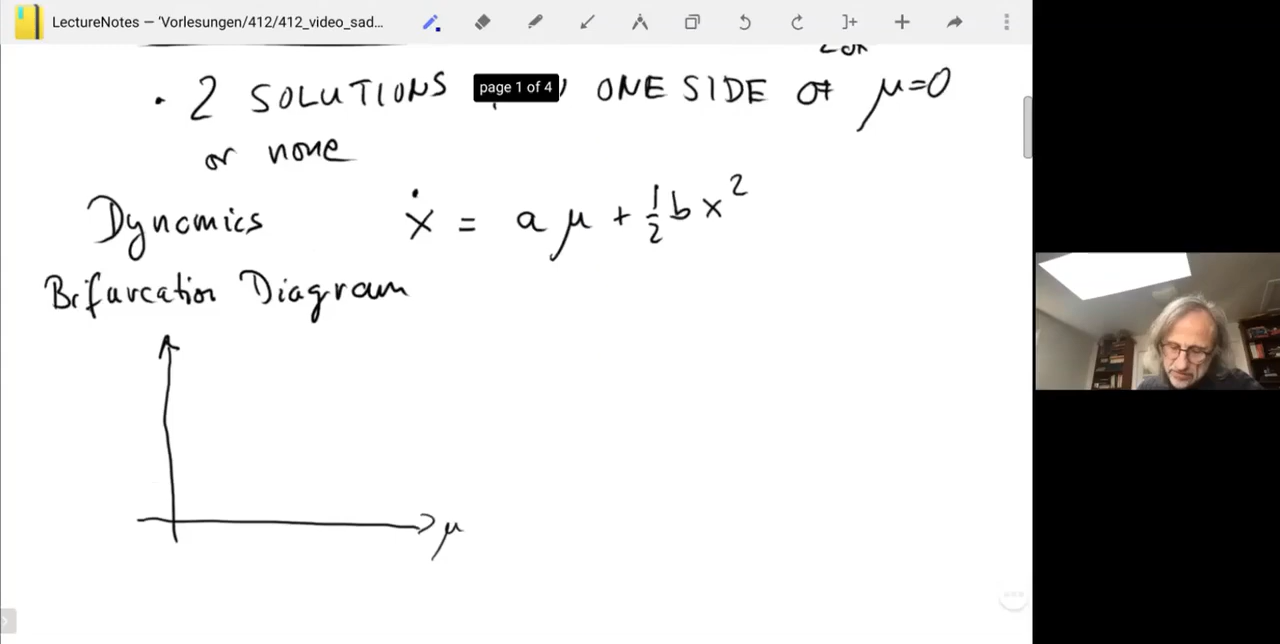 LectureNotes — ‘Vorlesungen/412/412_video_sad…
• 2 SOLUTIONS page 1 of 4 ONE SIDE of μ=0
or none
Dynamics ẋ = aμ + ½bx²
Bifurcation Diagram
μ